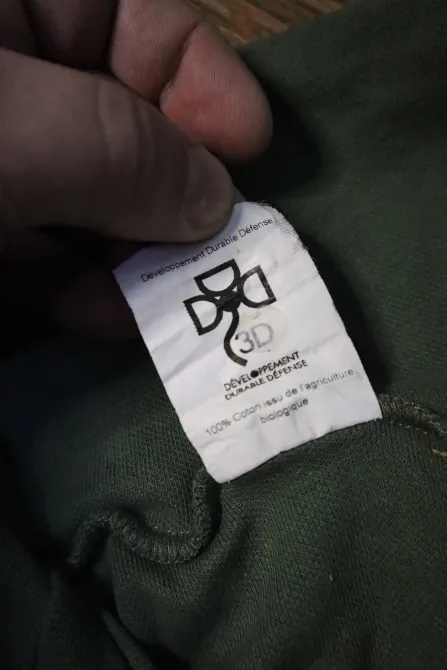 Développement Durable Défense
3D
DÉVELOPPEMENT
DURABLE DÉFENSE
100% Coton issu de l'agriculture
biologique